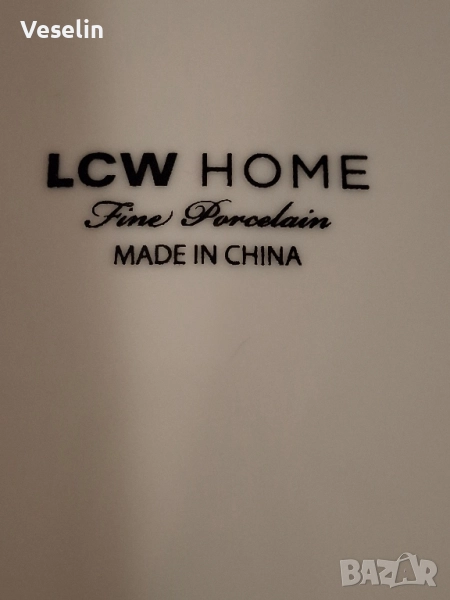 Veselin
LCW HOME
Fine Porcelain
MADE IN CHINA
BAZAR